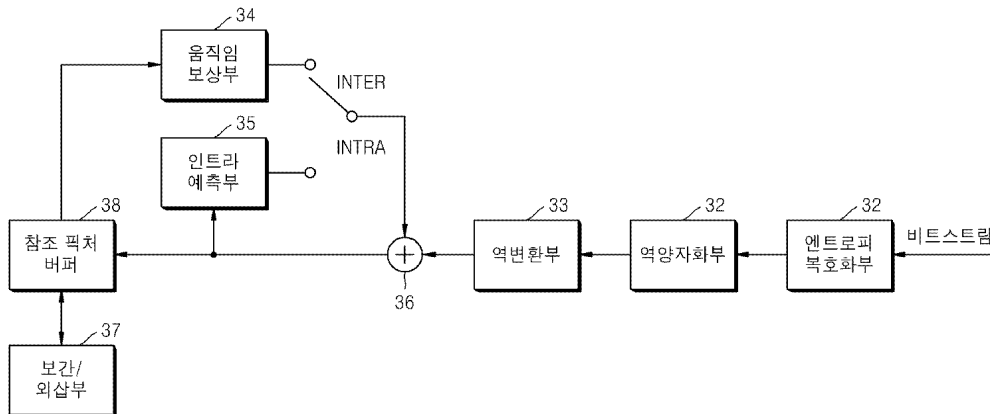 34
움직임
보상부
INTER
35
INTRA
인트라
예측부
38
참조 픽처
버퍼
36
33
역변환부
32
역양자화부
32
엔트로피
복호화부
비트스트림
37
보간/
외삽부